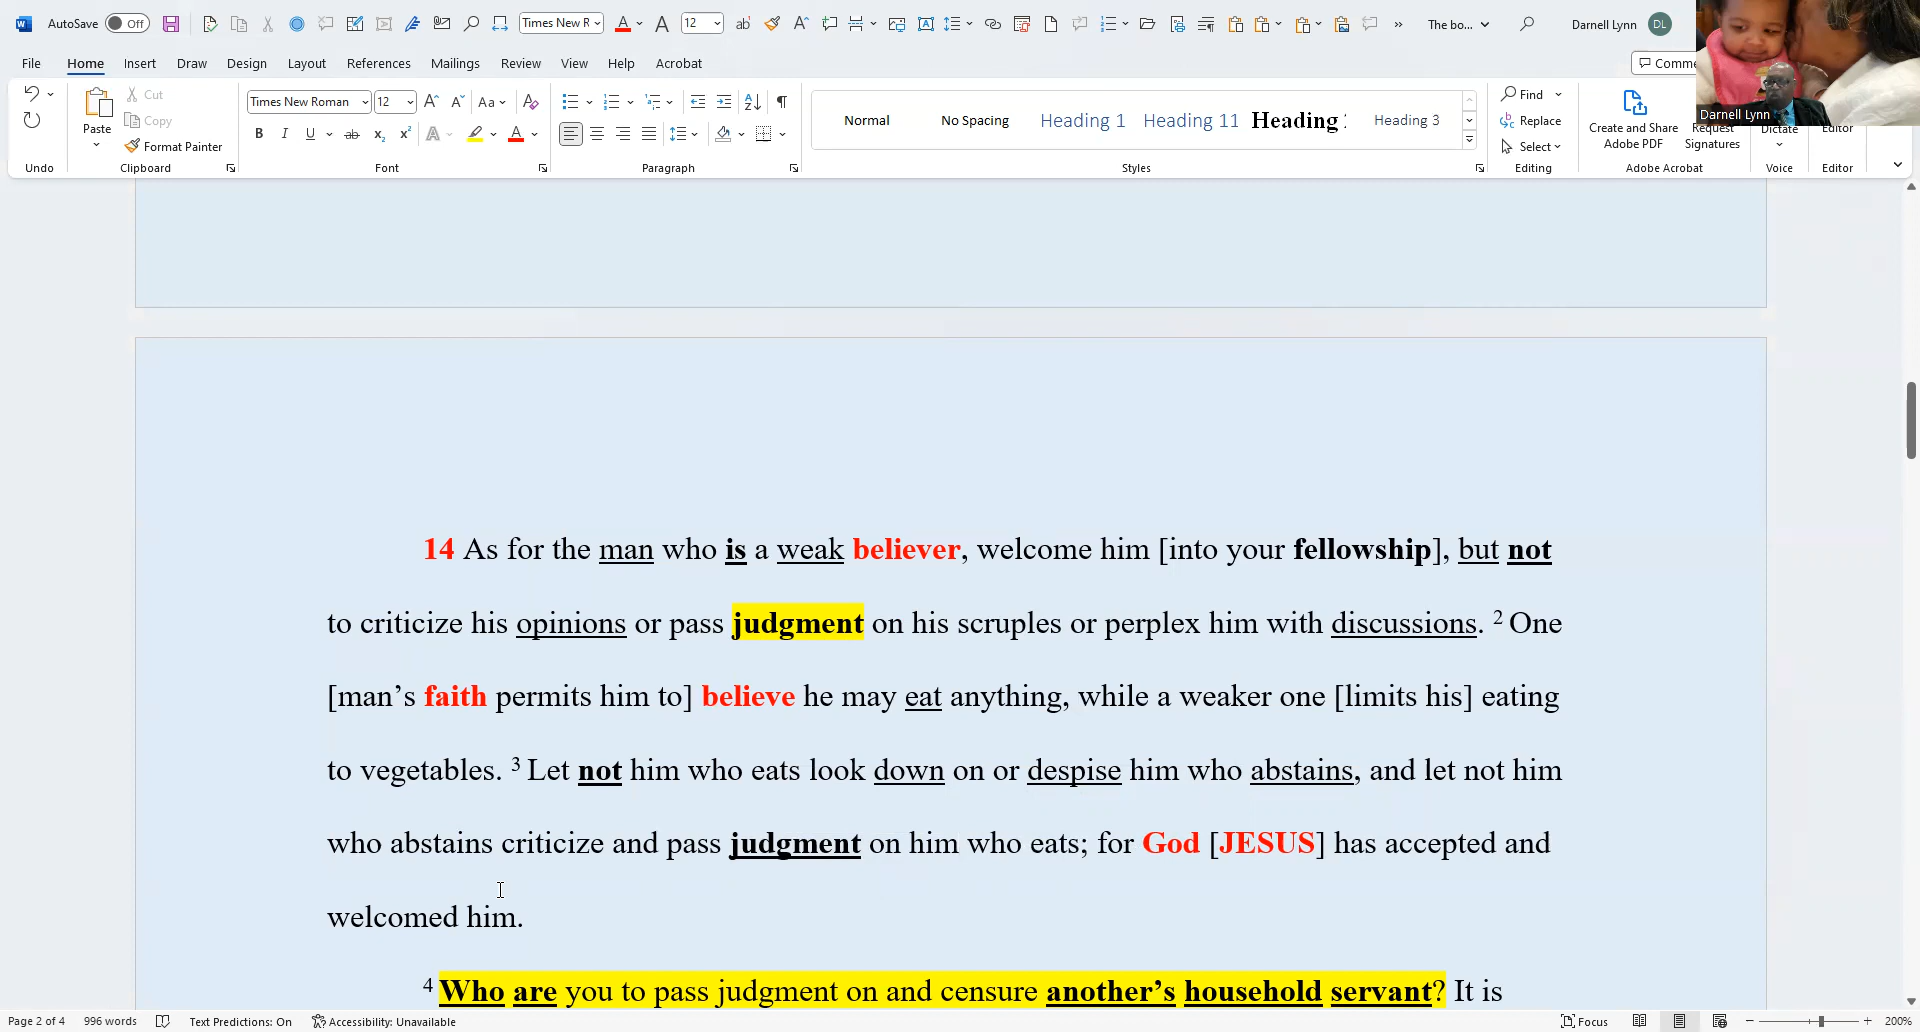 AutoSave Off Times New R 12 The bo... Darnell Lynn DL
File Home Insert Draw Design Layout References Mailings Review View Help Acrobat
Paste Cut Copy Format Painter
Times New Roman 12 Aa
Normal No Spacing Heading 1 Heading 11 Heading Heading 3
Find Replace Select
Create and Share Adobe PDF Request Signatures Dictate Editor
Darnell Lynn
Undo Clipboard Font Paragraph Styles Editing Adobe Acrobat Voice Editor
14 As for the man who is a weak believer, welcome him [into your fellowship], but not
to criticize his opinions or pass judgment on his scruples or perplex him with discussions. 2 One
[man’s faith permits him to] believe he may eat anything, while a weaker one [limits his] eating
to vegetables. 3 Let not him who eats look down on or despise him who abstains, and let not him
who abstains criticize and pass judgment on him who eats; for God [JESUS] has accepted and
welcomed him.
4 Who are you to pass judgment on and censure another’s household servant? It is
Page 2 of 4 996 words Text Predictions: On Accessibility: Unavailable Focus 200%